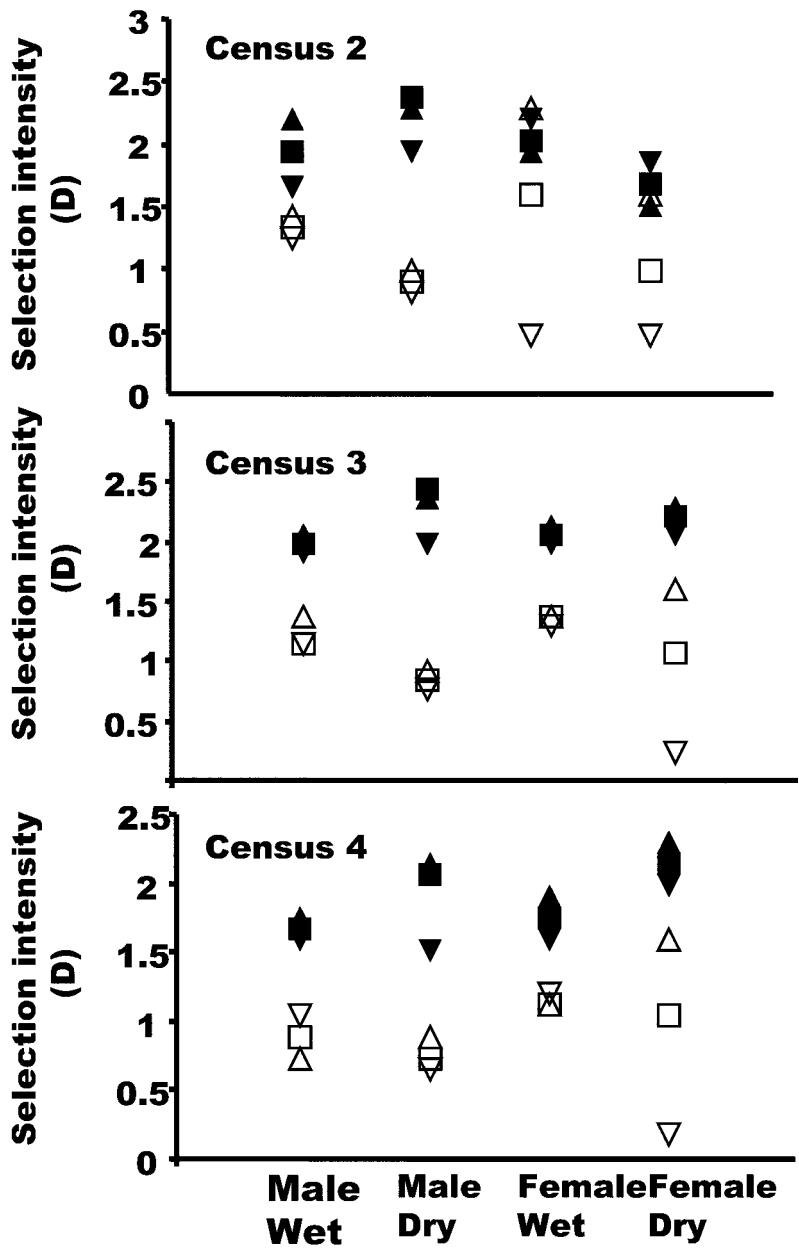 Census 2
Selection intensity
(D)
3
2.5
2
1.5
1
0.5
0
Census 3
Selection intensity
(D)
2.5
2
1.5
1
0.5
Census 4
Selection intensity
(D)
2.5
2
1.5
1
0.5
0
Male Wet
Male Dry
Female Wet
Female Dry